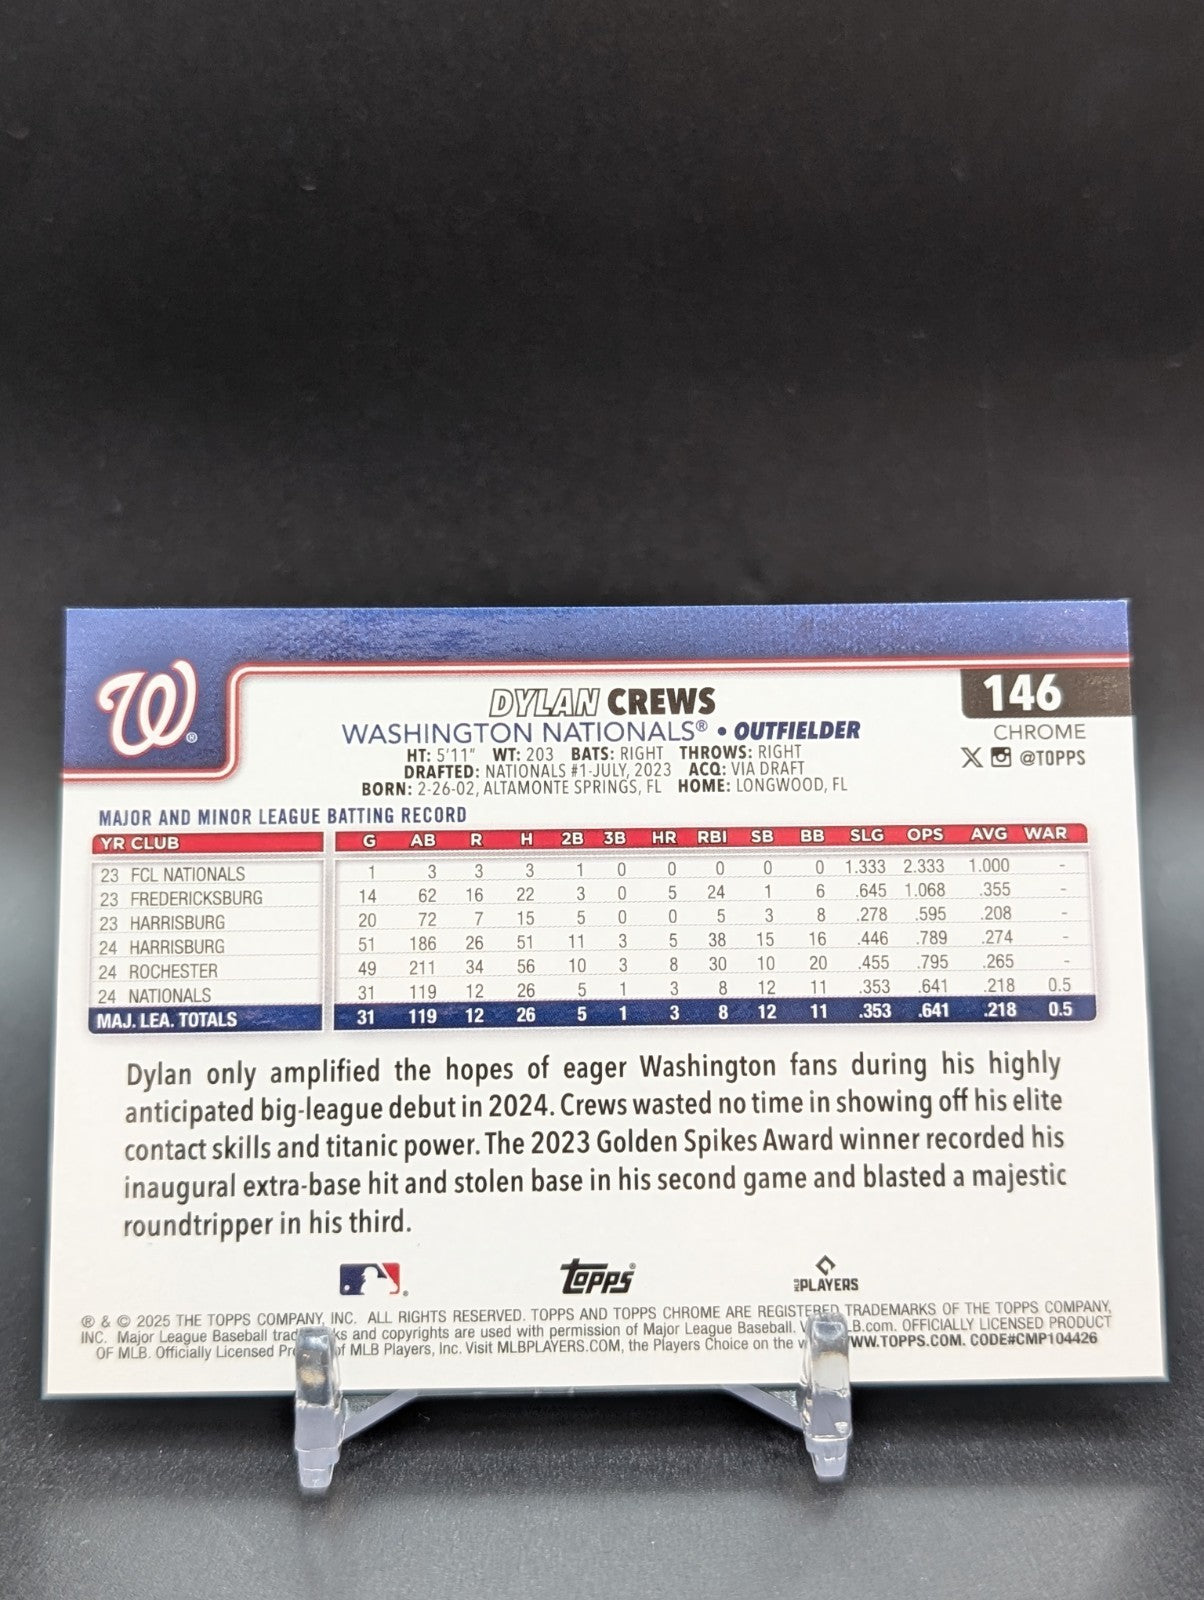 W®
DYLAN CREWS
146
WASHINGTON NATIONALS® • OUTFIELDER
CHROME
HT: 5'11" WT: 203 BATS: RIGHT THROWS: RIGHT
@TOPPS
DRAFTED: NATIONALS #1-JULY, 2023 ACQ: VIA DRAFT
BORN: 2-26-02, ALTAMONTE SPRINGS, FL HOME: LONGWOOD, FL
MAJOR AND MINOR LEAGUE BATTING RECORD
YR CLUB G AB R H 2B 3B HR RBI SB BB SLG OPS AVG WAR
23 FCL NATIONALS 1 3 3 3 1 0 0 0 0 0 1.333 2.333 1.000 -
23 FREDERICKSBURG 14 62 16 22 3 0 5 24 1 6 .645 1.068 .355 -
23 HARRISBURG 20 72 7 15 5 0 0 5 3 8 .278 .595 .208 -
24 HARRISBURG 51 186 26 51 11 3 5 38 15 16 .446 .789 .274 -
24 ROCHESTER 49 211 34 56 10 3 8 30 10 20 .455 .795 .265 -
24 NATIONALS 31 119 12 26 5 1 3 8 12 11 .353 .641 .218 0.5
MAJ. LEA. TOTALS 31 119 12 26 5 1 3 8 12 11 .353 .641 .218 0.5
Dylan only amplified the hopes of eager Washington fans during his highly
anticipated big-league debut in 2024. Crews wasted no time in showing off his elite
contact skills and titanic power. The 2023 Golden Spikes Award winner recorded his
inaugural extra-base hit and stolen base in his second game and blasted a majestic
roundtripper in his third.
topps®
MLB PLAYERS
® & © 2025 THE TOPPS COMPANY, INC. ALL RIGHTS RESERVED. TOPPS AND TOPPS CHROME ARE REGISTERED TRADEMARKS OF THE TOPPS COMPANY,
INC. Major League Baseball and copyrights are used with permission of Major League Baseball. OFFICIALLY LICENSED PRODUCT
OF MLB. Officially Licensed of MLB Players, Inc. Visit MLBPLAYERS.COM, the Players Choice on the WWW.TOPPS.COM. CODE#CMP104426